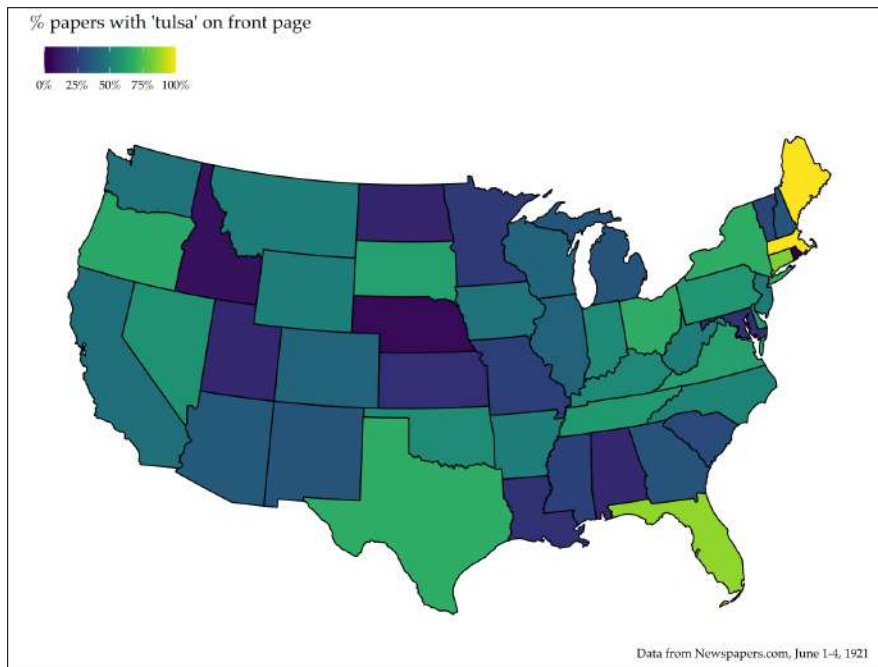 % papers with 'tulsa' on front page
0% 25% 50% 75% 100%
Data from Newspapers.com, June 1-4, 1921